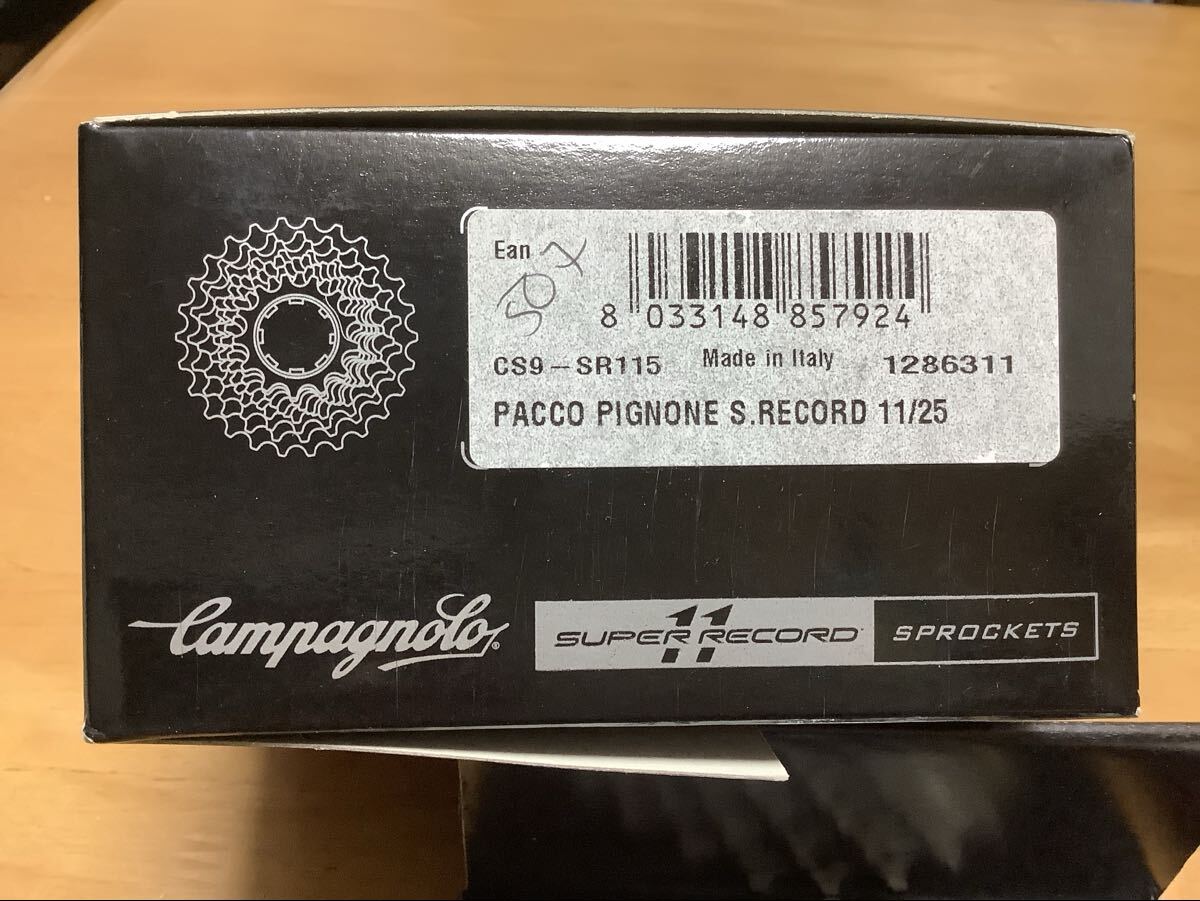 Ean
50X
8 033148 857924
CS9-SR115 Made in Italy 1286311
PACCO PIGNONE S.RECORD 11/25
Campagnolo®
SUPER 11 RECORD SPROCKETS